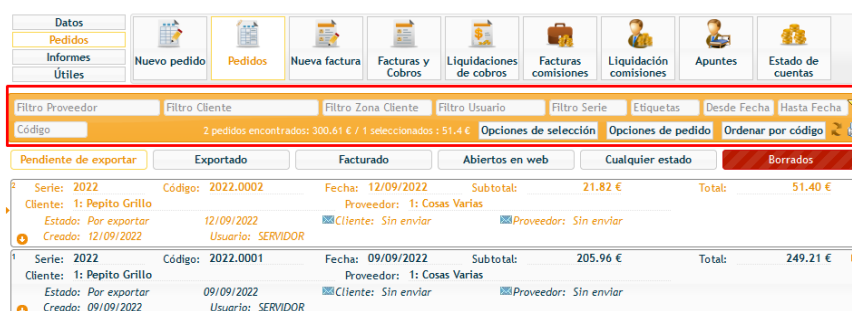 Datos
Pedidos
Informes
Útiles
Nuevo pedido
Pedidos
Nueva factura
Facturas y Cobros
Liquidaciones de cobros
Facturas comisiones
Liquidación comisiones
Apuntes
Estado de cuentas
Filtro Proveedor Filtro Cliente Filtro Zona Cliente Filtro Usuario Filtro Serie Etiquetas Desde Fecha Hasta Fecha
Código 2 pedidos encontrados: 300.61 € / 1 seleccionados : 51.4 € Opciones de selección Opciones de pedido Ordenar por código
Pendiente de exportar Exportado Facturado Abiertos en web Cualquier estado Borrados
2 Serie: 2022 Código: 2022.0002 Fecha: 12/09/2022 Subtotal: 21.82 € Total: 51.40 €
Cliente: 1: Pepito Grillo Proveedor: 1: Cosas Varias
Estado: Por exportar 12/09/2022 Cliente: Sin enviar Proveedor: Sin enviar
Creado: 12/09/2022 Usuario: SERVIDOR
1 Serie: 2022 Código: 2022.0001 Fecha: 09/09/2022 Subtotal: 205.96 € Total: 249.21 €
Cliente: 1: Pepito Grillo Proveedor: 1: Cosas Varias
Estado: Por exportar 09/09/2022 Cliente: Sin enviar Proveedor: Sin enviar
Creado: 09/09/2022 Usuario: SERVIDOR